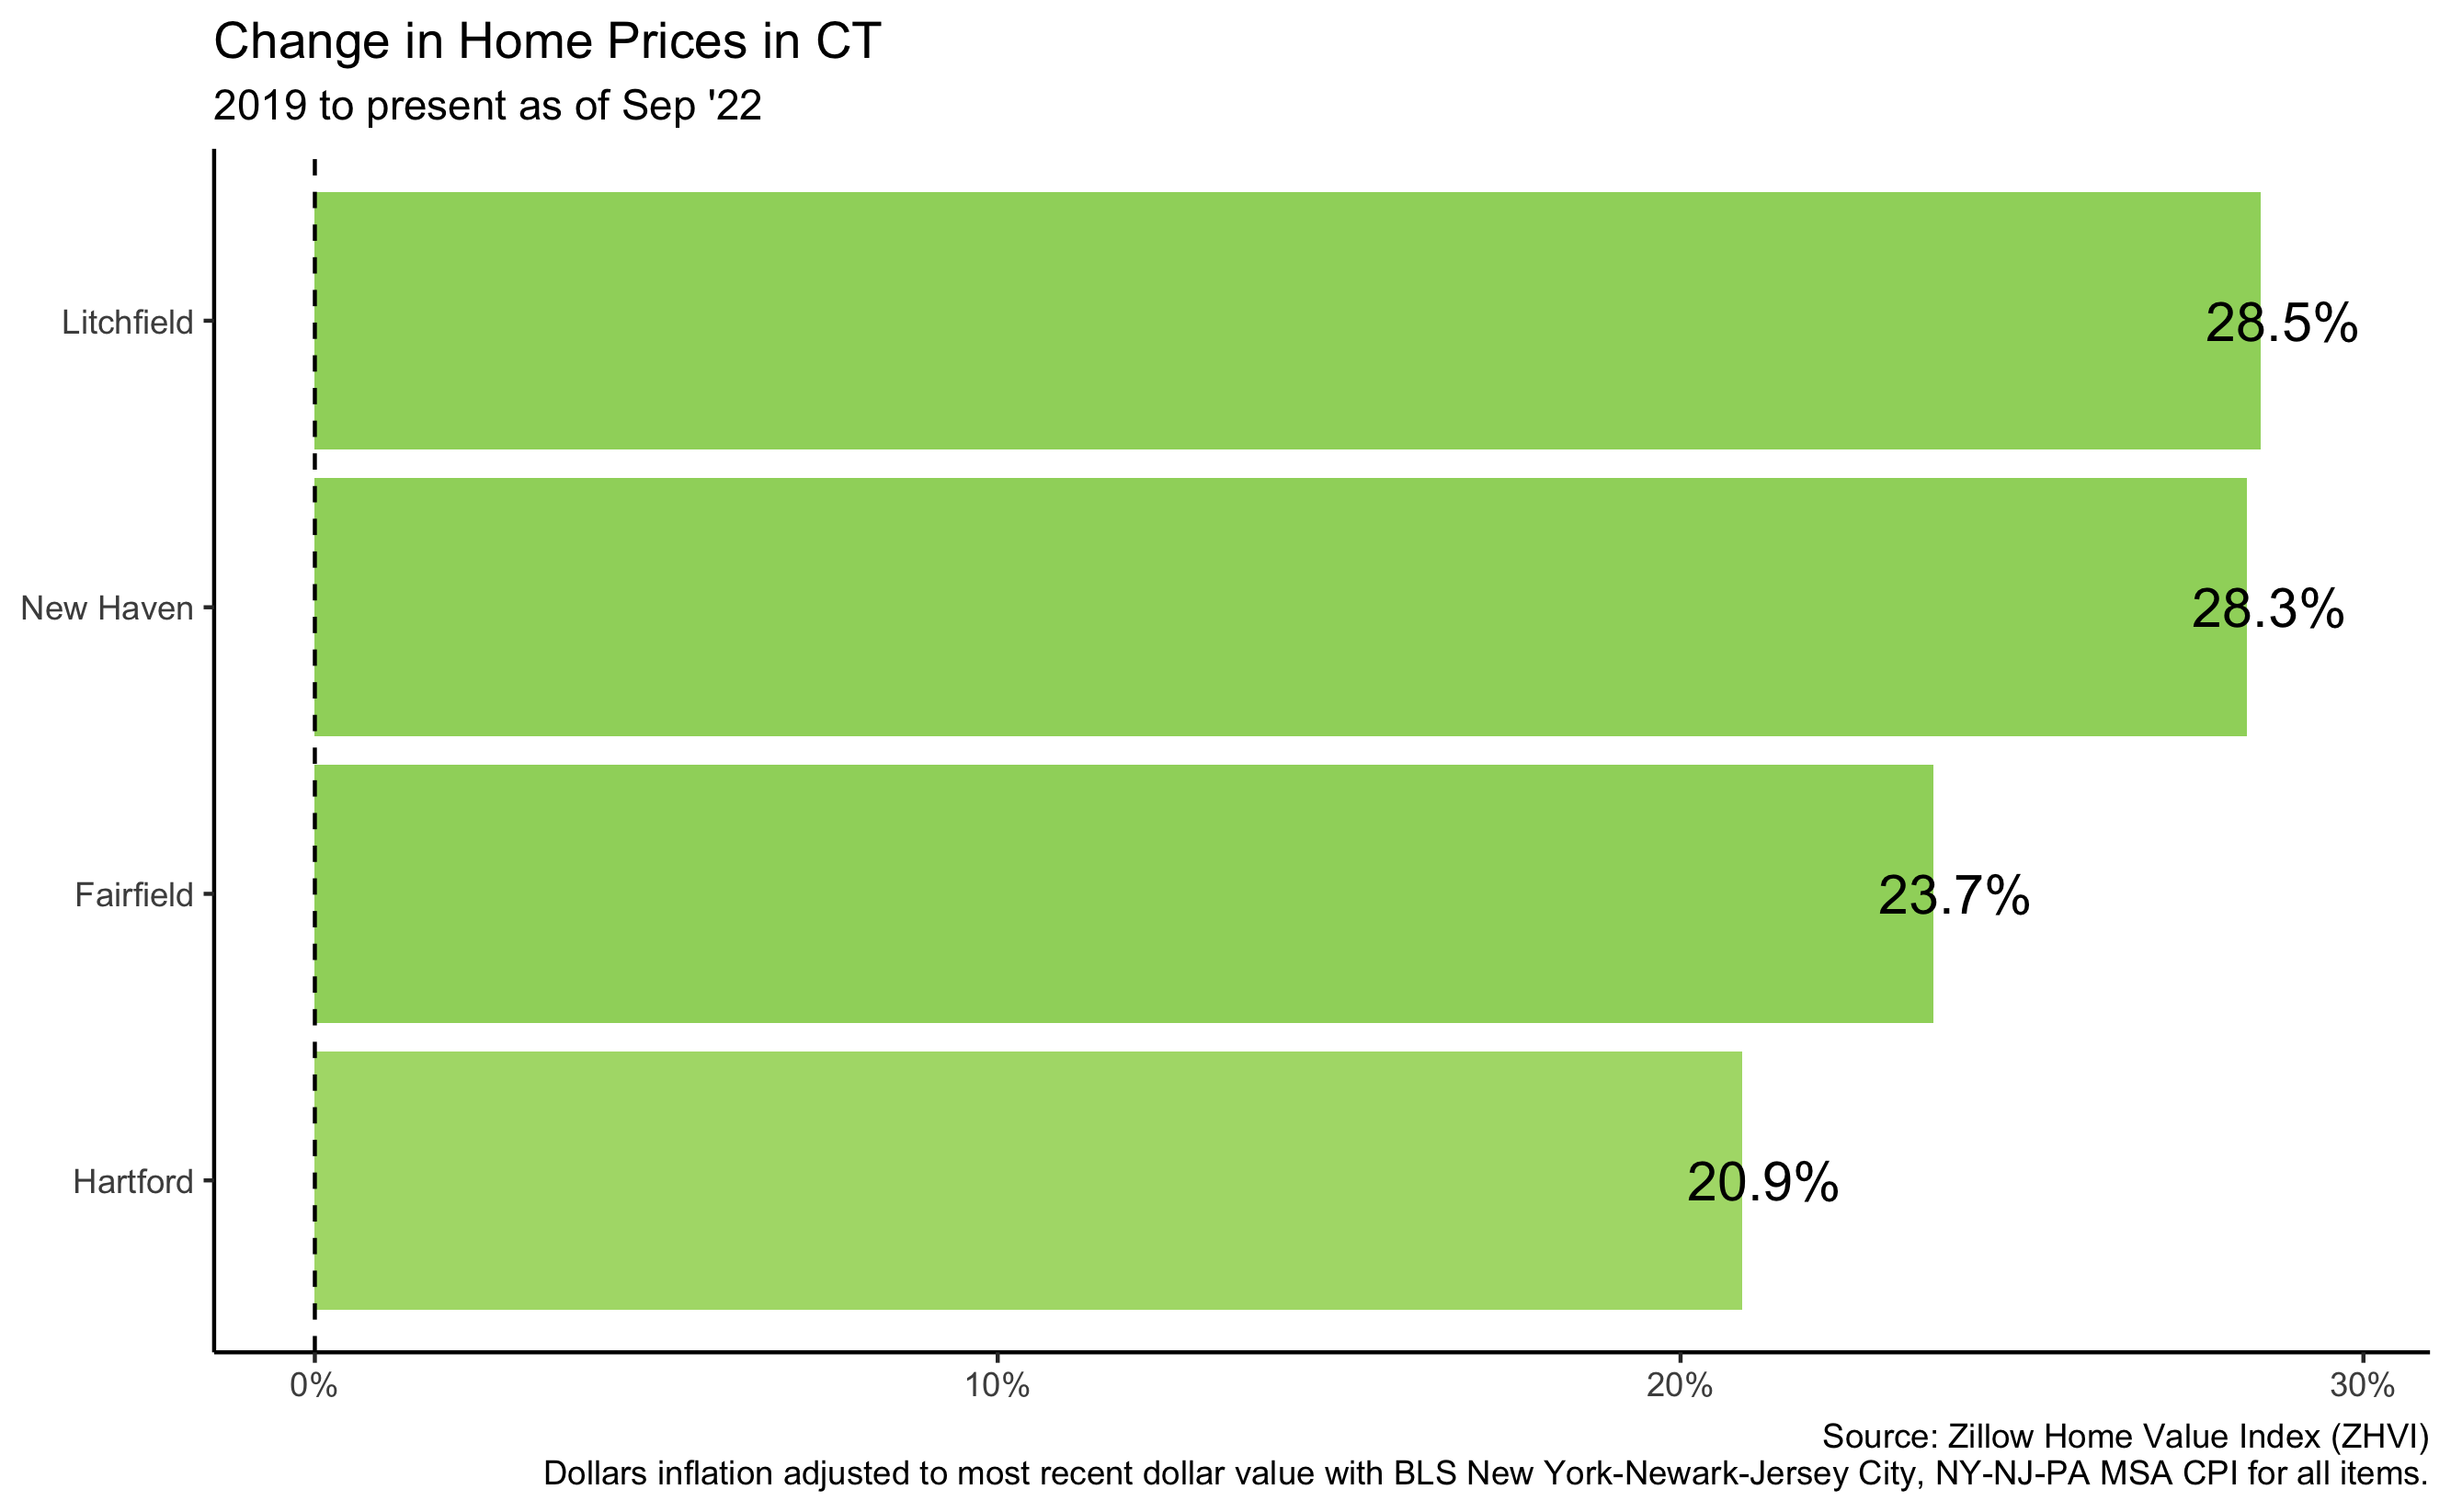 Change in Home Prices in CT
2019 to present as of Sep '22
Litchfield
28.5%
New Haven
28.3%
Fairfield
23.7%
Hartford
20.9%
0%
10%
20%
30%
Source: Zillow Home Value Index (ZHVI)
Dollars inflation adjusted to most recent dollar value with BLS New York-Newark-Jersey City, NY-NJ-PA MSA CPI for all items.